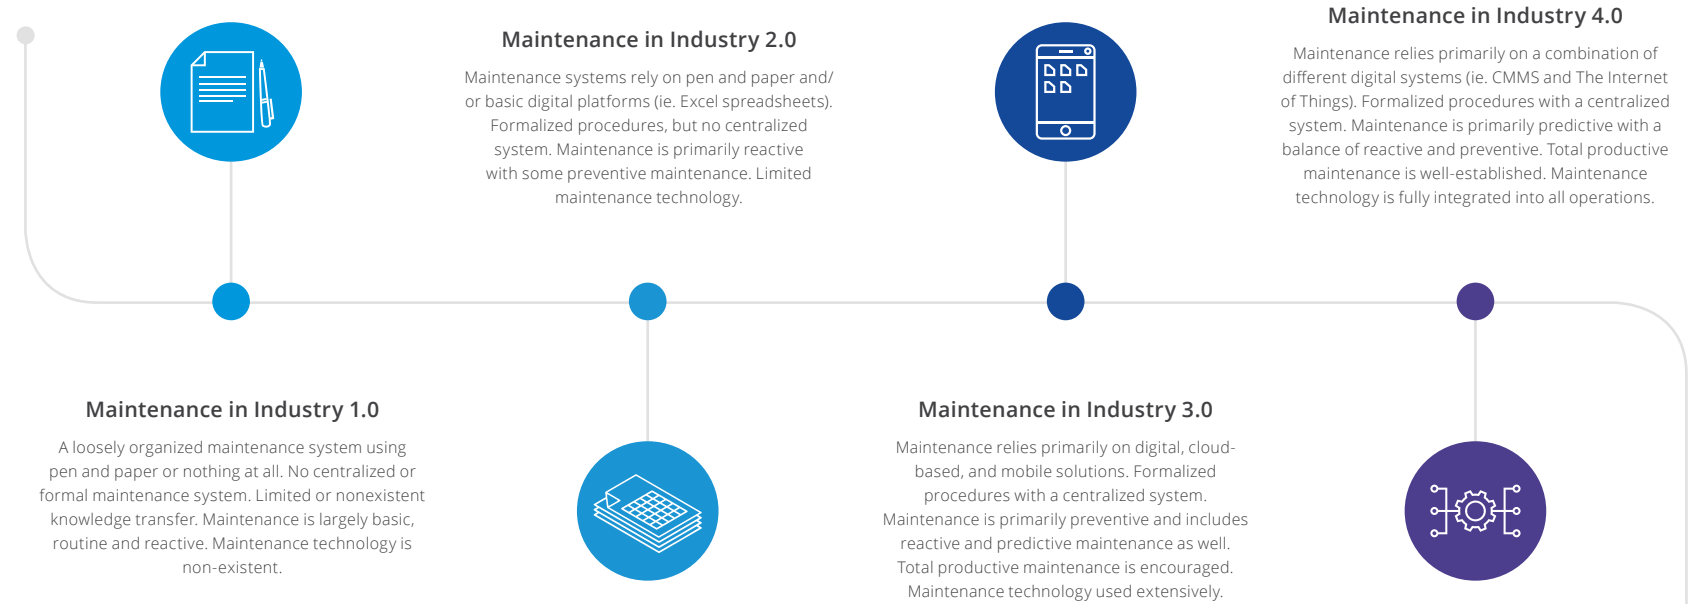 Maintenance in Industry 1.0
A loosely organized maintenance system using
pen and paper or nothing at all. No centralized or
formal maintenance system. Limited or nonexistent
knowledge transfer. Maintenance is largely basic,
routine and reactive. Maintenance technology is
non-existent.
Maintenance in Industry 2.0
Maintenance systems rely on pen and paper and/
or basic digital platforms (ie. Excel spreadsheets).
Formalized procedures, but no centralized
system. Maintenance is primarily reactive
with some preventive maintenance. Limited
maintenance technology.
Maintenance in Industry 3.0
Maintenance relies primarily on digital, cloud-
based, and mobile solutions. Formalized
procedures with a centralized system.
Maintenance is primarily preventive and includes
reactive and predictive maintenance as well.
Total productive maintenance is encouraged.
Maintenance technology used extensively.
Maintenance in Industry 4.0
Maintenance relies primarily on a combination of
different digital systems (ie. CMMS and The Internet
of Things). Formalized procedures with a centralized
system. Maintenance is primarily predictive with a
balance of reactive and preventive. Total productive
maintenance is well-established. Maintenance
technology is fully integrated into all operations.